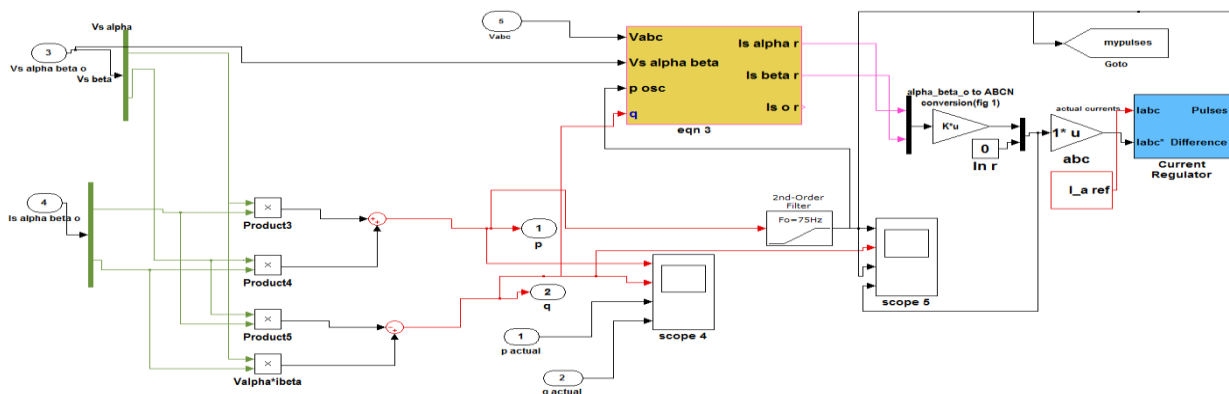 Vs alpha
3
Vs alpha beta o
Vs beta
5
Vabc
Vabc
Vs alpha beta
p osc
q
Is alpha r
Is beta r
Is o r
eqn 3
mypulses
Goto
alpha_beta_o to ABCN
conversion(fig 1)
K*u
0
In r
actual currents
1* u
abc
Iabc
Pulses
Iabc*
Difference
Current
Regulator
I_a ref
4
Is alpha beta o
×
Product3
×
Product4
×
Product5
×
Valpha*ibeta
1
p
2
q
2nd-Order
Filter
Fo=75Hz
scope 4
scope 5
1
p actual
2
q actual